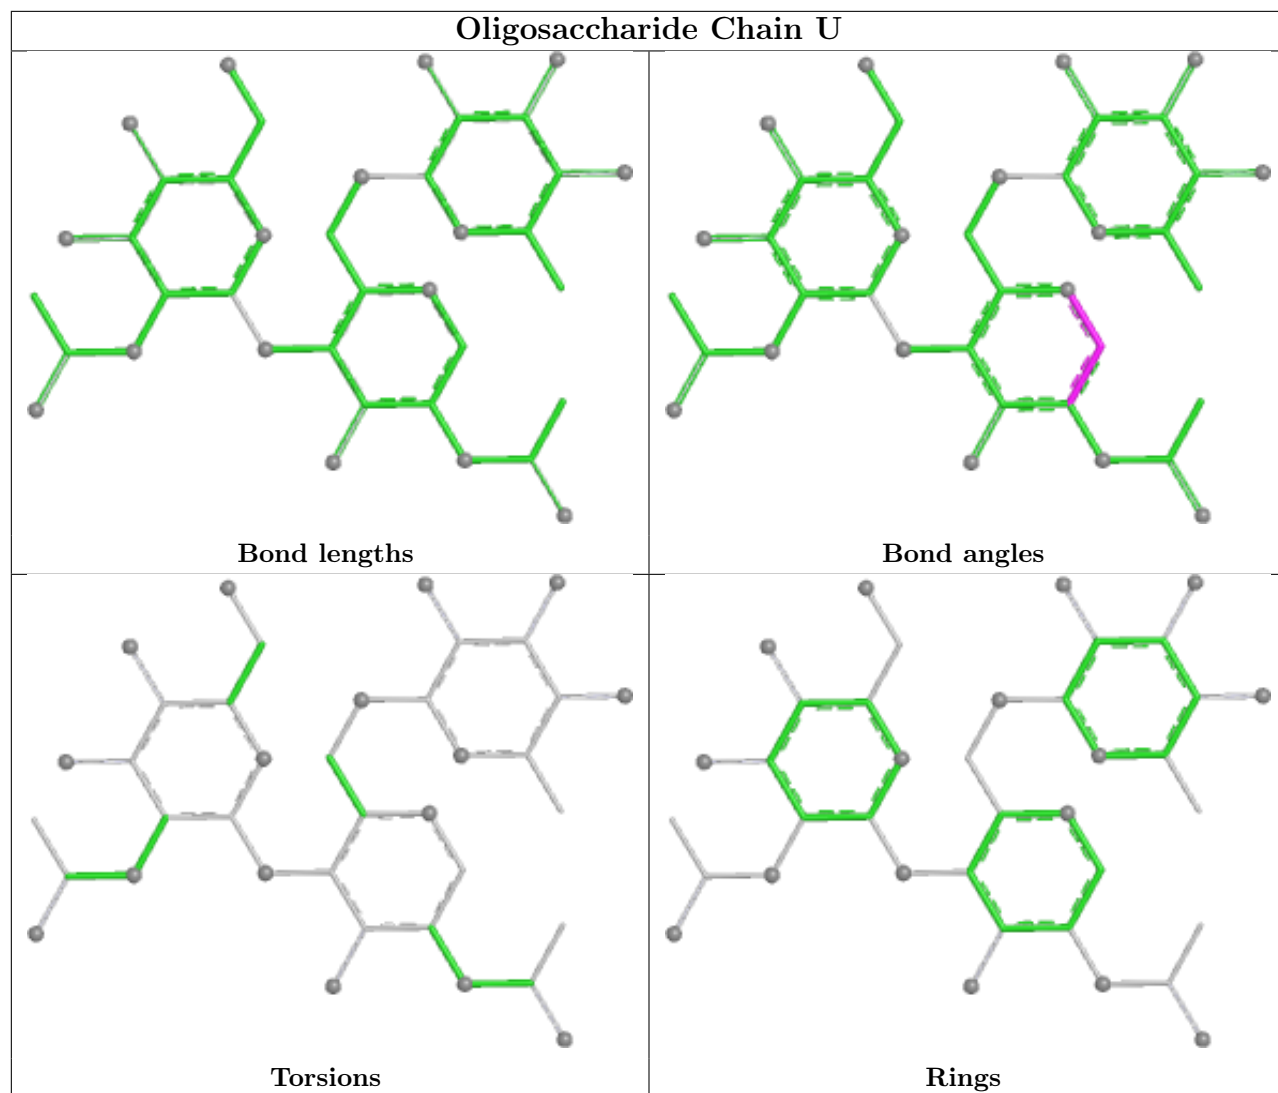 Oligosaccharide Chain U
Bond lengths
Bond angles
Torsions
Rings